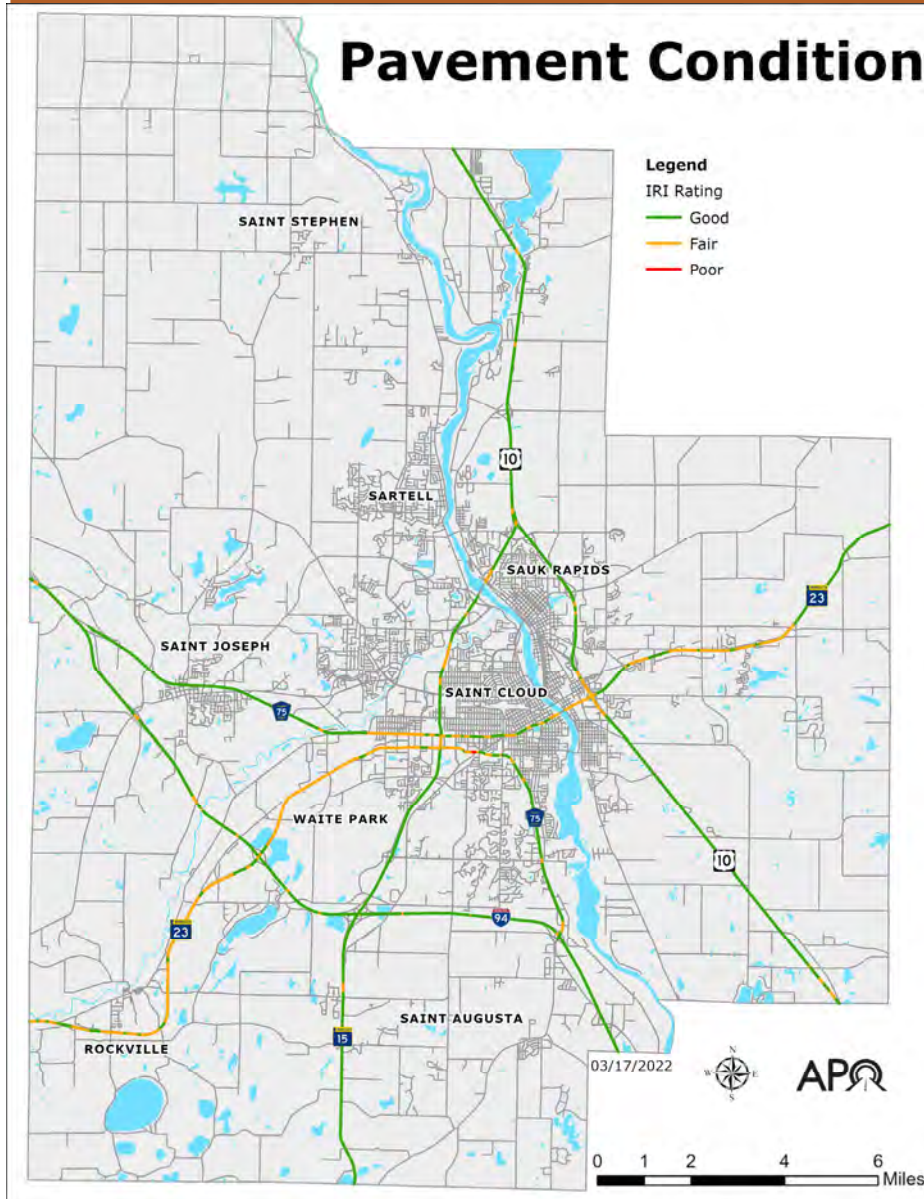 Pavement Condition
Legend
IRI Rating
Good
Fair
Poor
SAINT STEPHEN
10
SARTELL
SAUK RAPIDS
23
SAINT JOSEPH
SAINT CLOUD
75
WAITE PARK
75
10
94
23
SAINT AUGUSTA
15
ROCKVILLE
03/17/2022
N
W E
S
APO
0 1 2 4 6
Miles